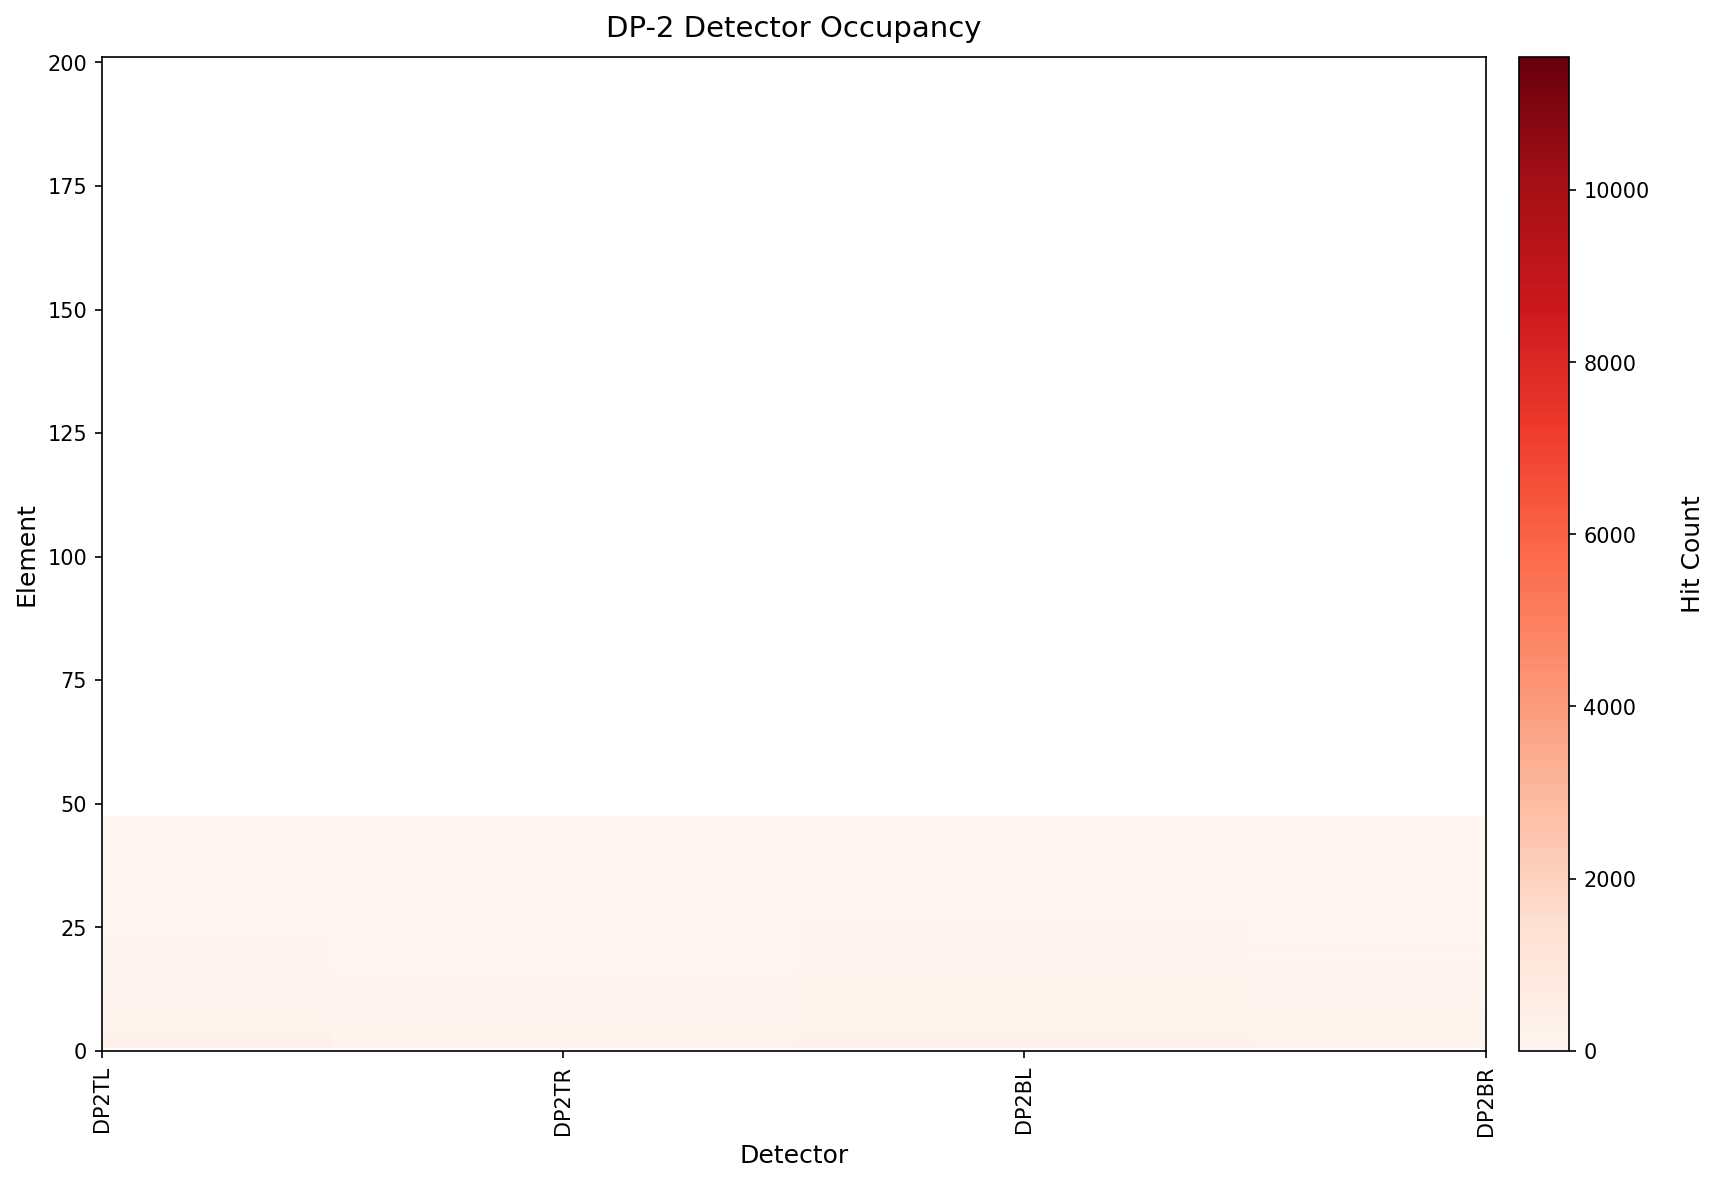 DP-2 Detector Occupancy
200
175
150
125
100
75
50
25
0
Element
DP2TL
DP2TR
DP2BL
DP2BR
Detector
10000
8000
6000
4000
2000
0
Hit Count